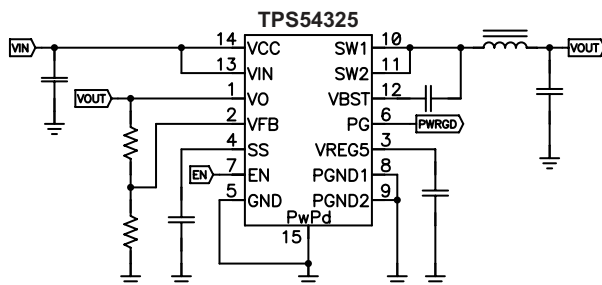 TPS54325
VIN
14 VCC SW1 10
VOUT
13 VIN SW2 11
VOUT
1 VO VBST 12
2 VFB PG 6 PWRGD
4 SS VREG5 3
EN
7 EN PGND1 8
5 GND PGND2 9
PwPd
15